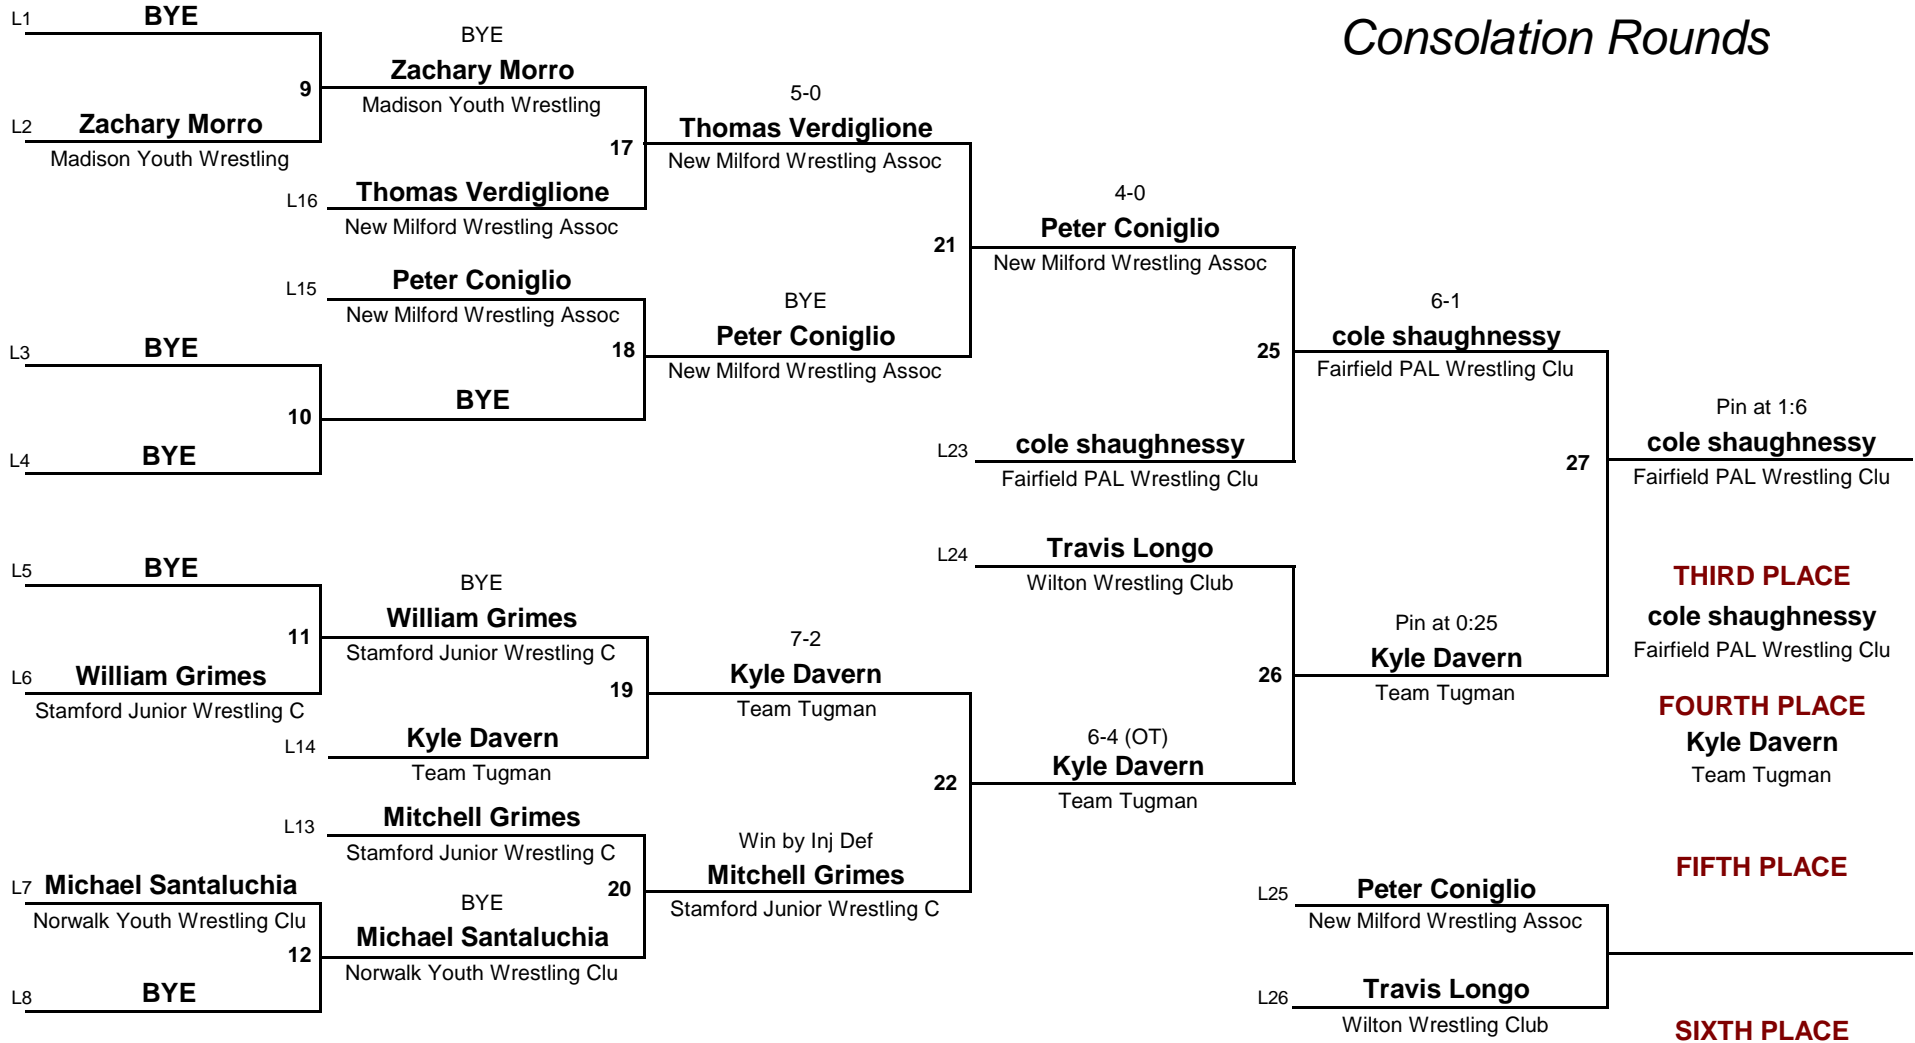 Consolation Rounds
L1
BYE
BYE
Zachary Morro
9
Madison Youth Wrestling
L2
Zachary Morro
Madison Youth Wrestling
5-0
Thomas Verdiglione
17
New Milford Wrestling Assoc
L16
Thomas Verdiglione
New Milford Wrestling Assoc
4-0
Peter Coniglio
21
New Milford Wrestling Assoc
L15
Peter Coniglio
New Milford Wrestling Assoc
BYE
Peter Coniglio
18
New Milford Wrestling Assoc
L3
BYE
10
BYE
L4
BYE
6-1
cole shaughnessy
25
Fairfield PAL Wrestling Clu
L23
cole shaughnessy
Fairfield PAL Wrestling Clu
Pin at 1:6
cole shaughnessy
27
Fairfield PAL Wrestling Clu
L24
Travis Longo
Wilton Wrestling Club
L5
BYE
BYE
William Grimes
11
Stamford Junior Wrestling C
L6
William Grimes
Stamford Junior Wrestling C
7-2
Kyle Davern
19
Team Tugman
L14
Kyle Davern
Team Tugman
Pin at 0:25
Kyle Davern
26
Team Tugman
6-4 (OT)
Kyle Davern
22
Team Tugman
L13
Mitchell Grimes
Stamford Junior Wrestling C
Win by Inj Def
Mitchell Grimes
20
Stamford Junior Wrestling C
L7
Michael Santaluchia
Norwalk Youth Wrestling Clu
BYE
Michael Santaluchia
12
Norwalk Youth Wrestling Clu
L8
BYE
THIRD PLACE
cole shaughnessy
Fairfield PAL Wrestling Clu
FOURTH PLACE
Kyle Davern
Team Tugman
FIFTH PLACE
L25
Peter Coniglio
New Milford Wrestling Assoc
L26
Travis Longo
Wilton Wrestling Club
SIXTH PLACE